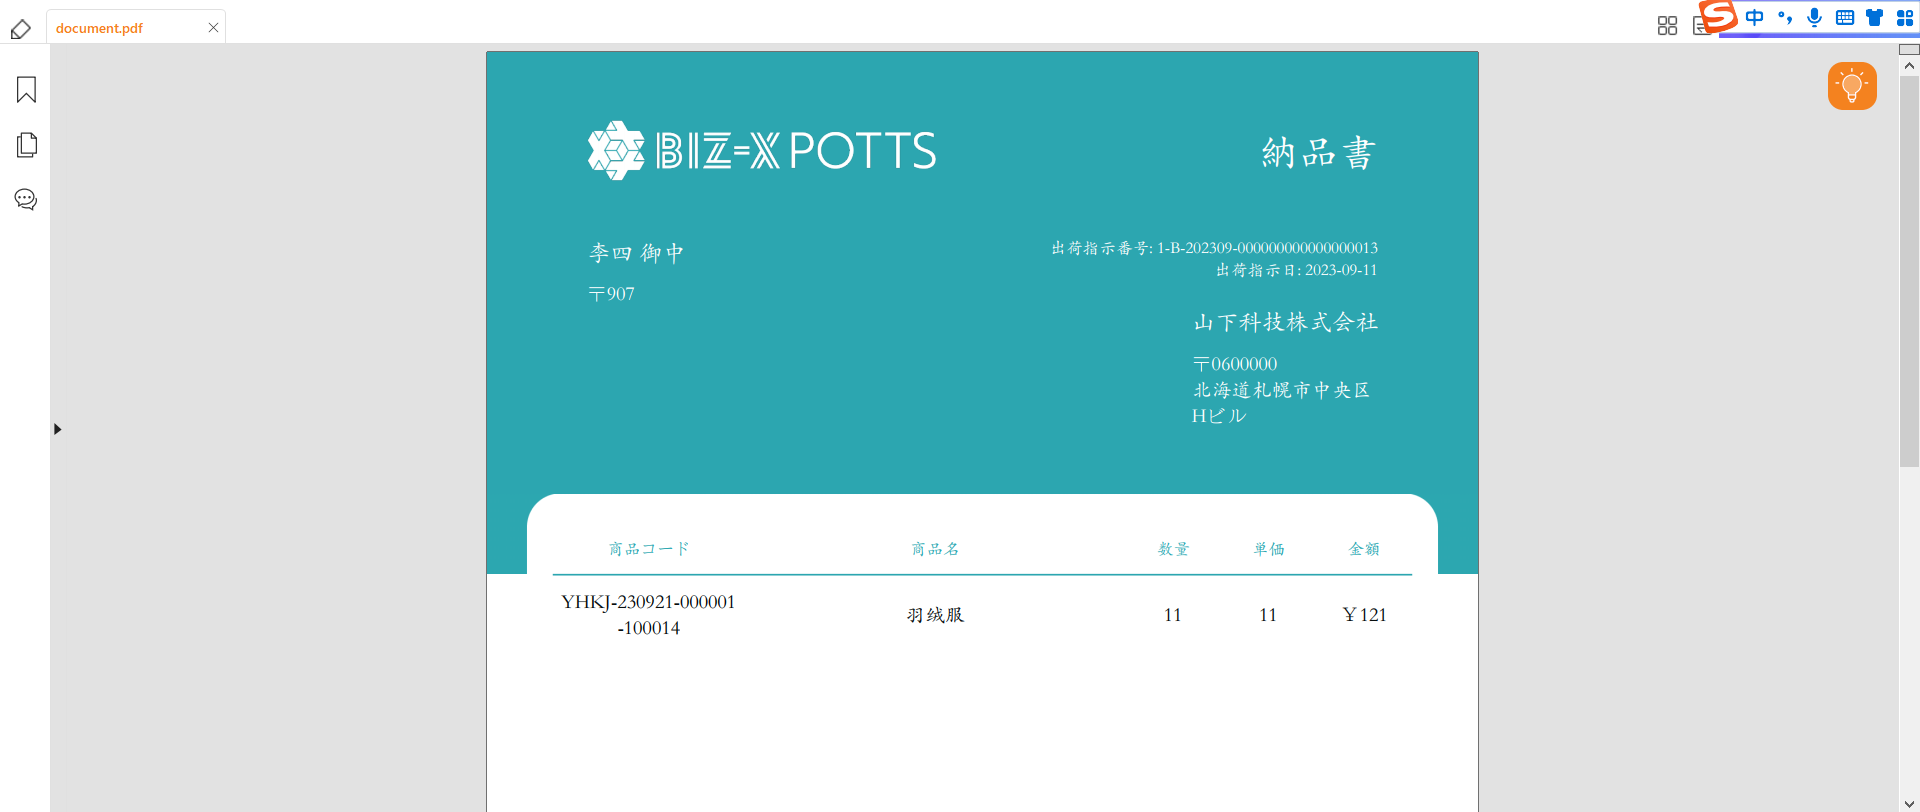 document.pdf
中
BIZ=X POTTS
納品書
李四 御中
〒907
出荷指示番号: 1-B-202309-000000000000000013
出荷指示日: 2023-09-11
山下科技株式会社
〒0600000
北海道札幌市中央区
Hビル
商品コード 商品名 数量 単価 金額
YHKJ-230921-000001
-100014 羽绒服 11 11 ￥121